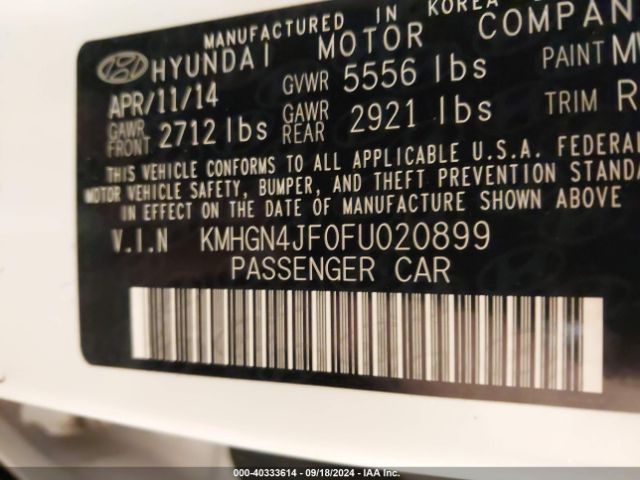 MANUFACTURED IN KOREA
HYUNDAI MOTOR COMPAN
APR/11/14 GVWR 5556 lbs PAINT MW
GAWR FRONT 2712 lbs GAWR REAR 2921 lbs TRIM R
THIS VEHICLE CONFORMS TO ALL APPLICABLE U.S.A. FEDERAL
MOTOR VEHICLE SAFETY, BUMPER, AND THEFT PREVENTION STANDA
IN EFFECT ON THE DATE OF MANUFACTURE SHOWN ABOVE
V.I.N KMHGN4JF0FU020899
PASSENGER CAR
000-40333614 / 09/18/2024 / IAA Inc.